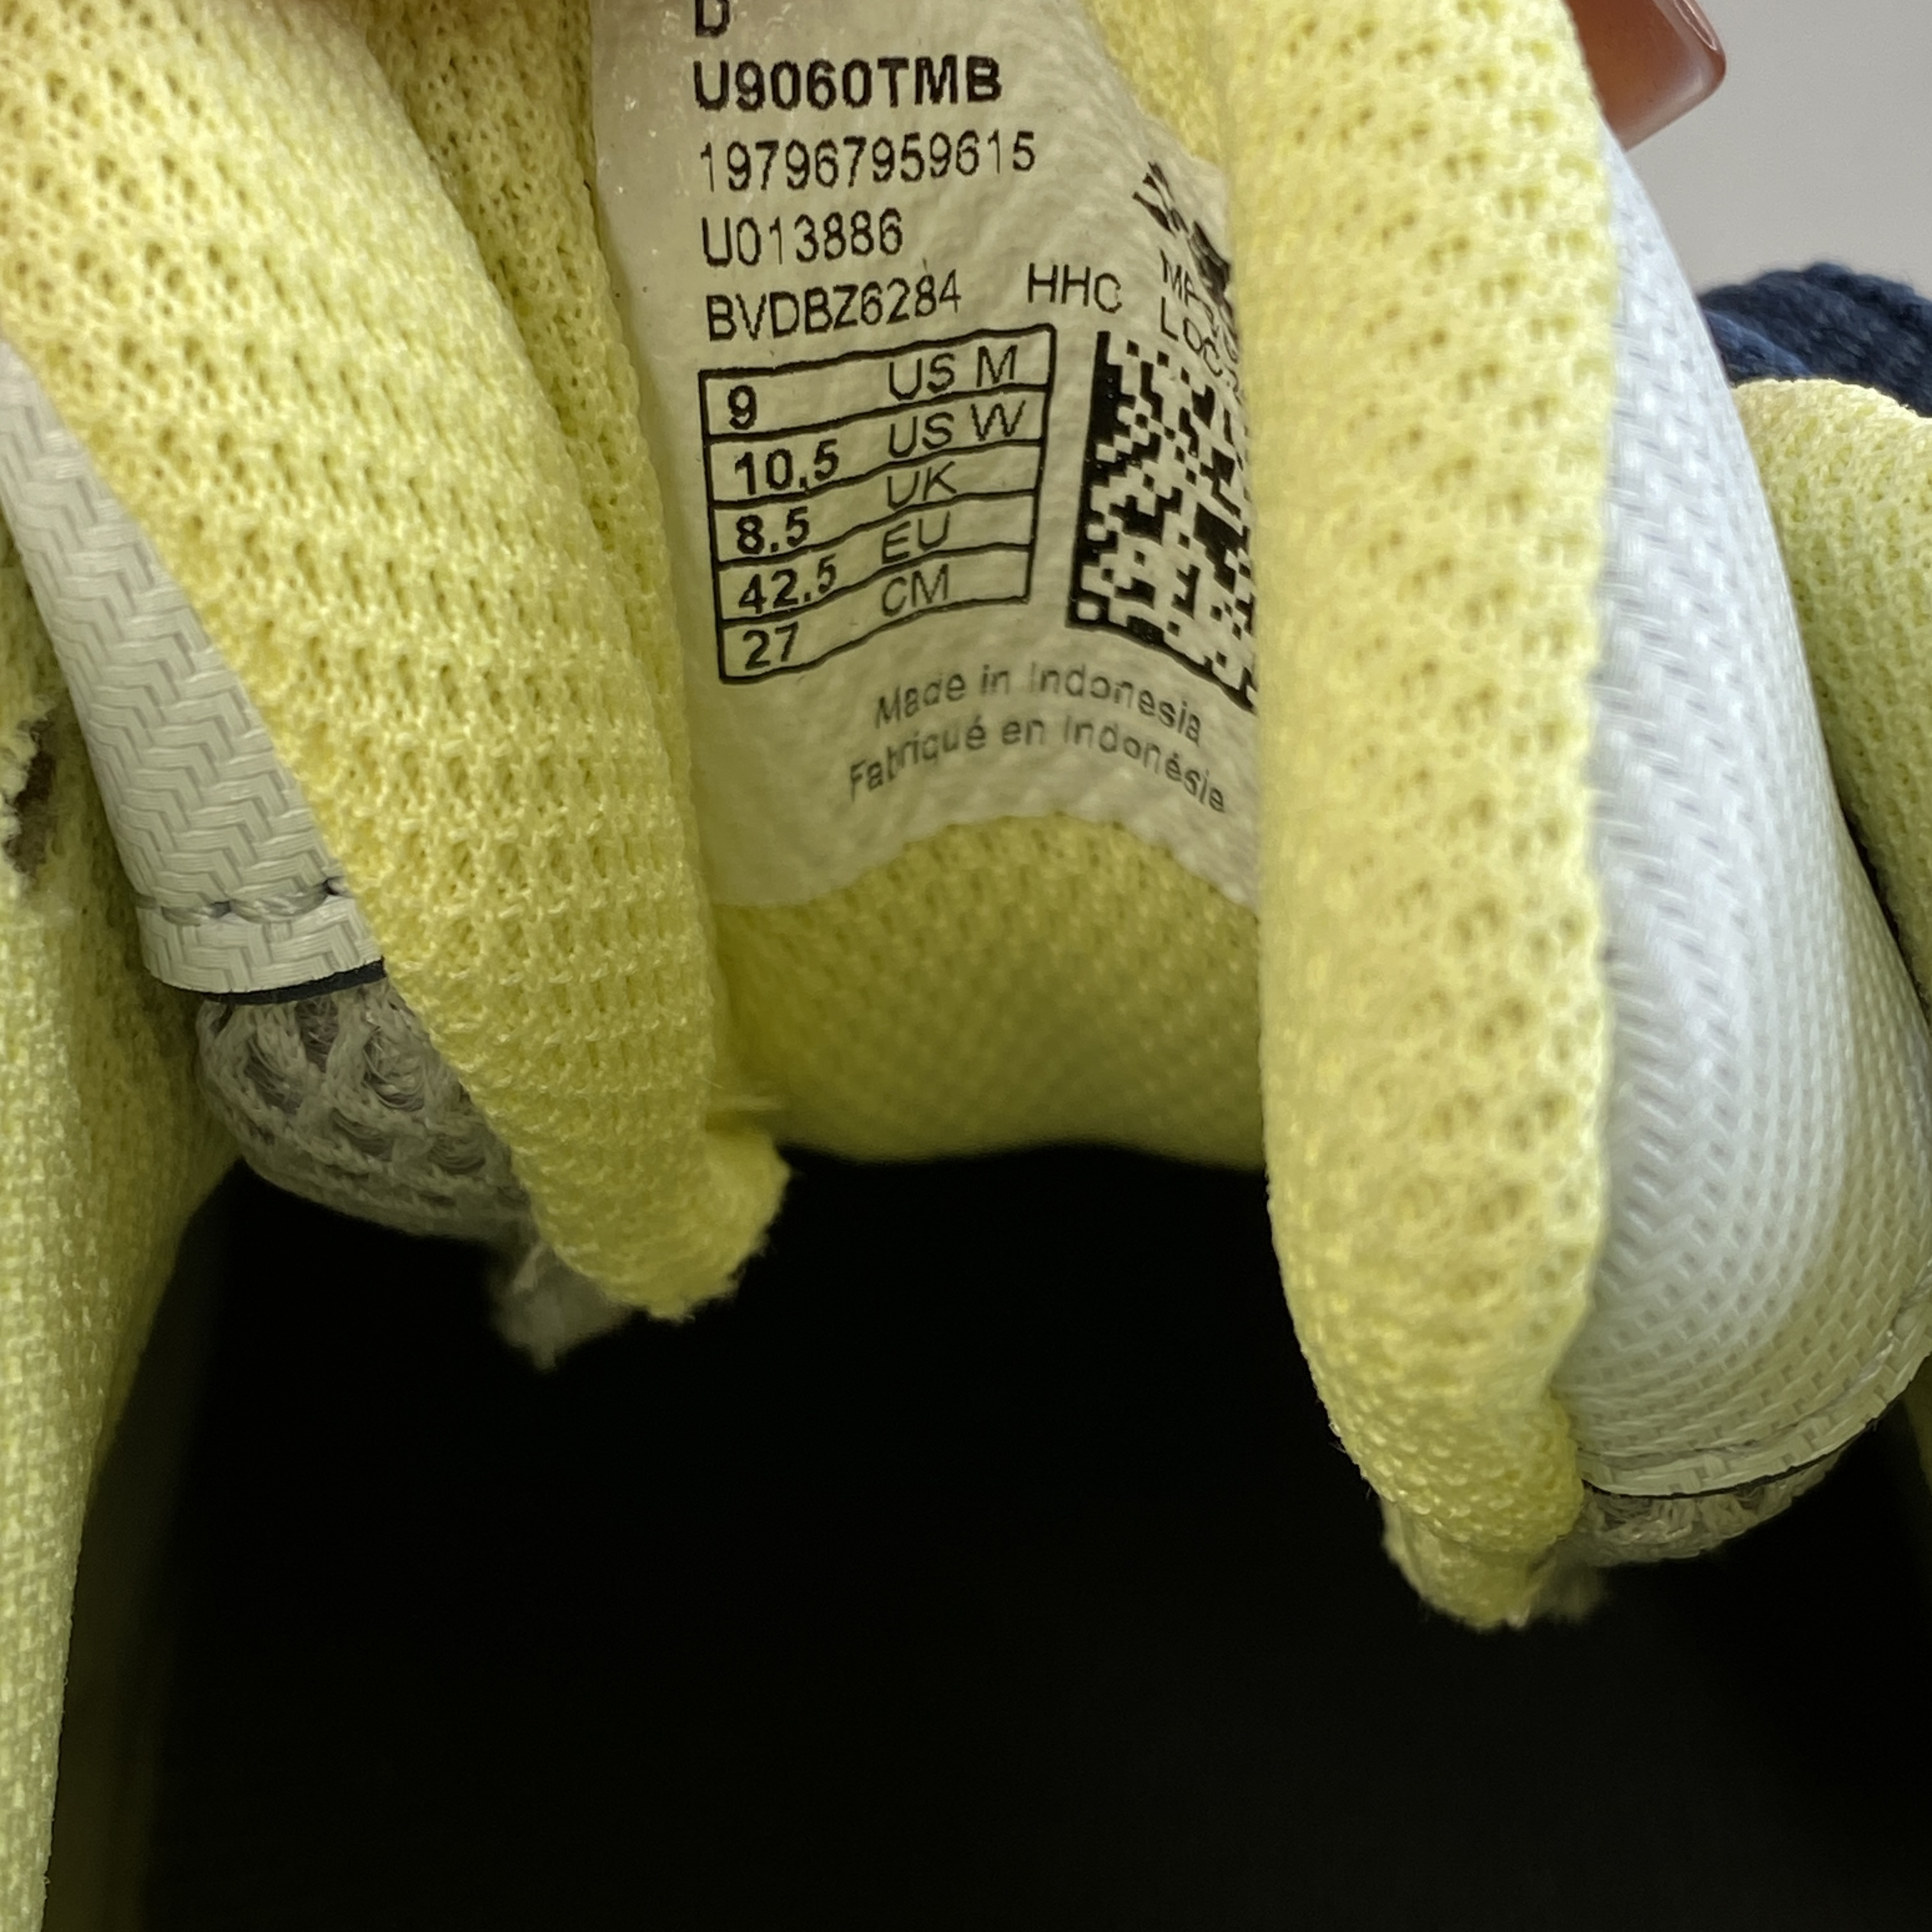 D
U9060TMB
197967959615
U013886
BVDBZ6284 HHC
9 US M
10.5 US W
8.5 UK
42.5 EU
27 CM
Made in Indonesia
Fabriqué en Indonésie